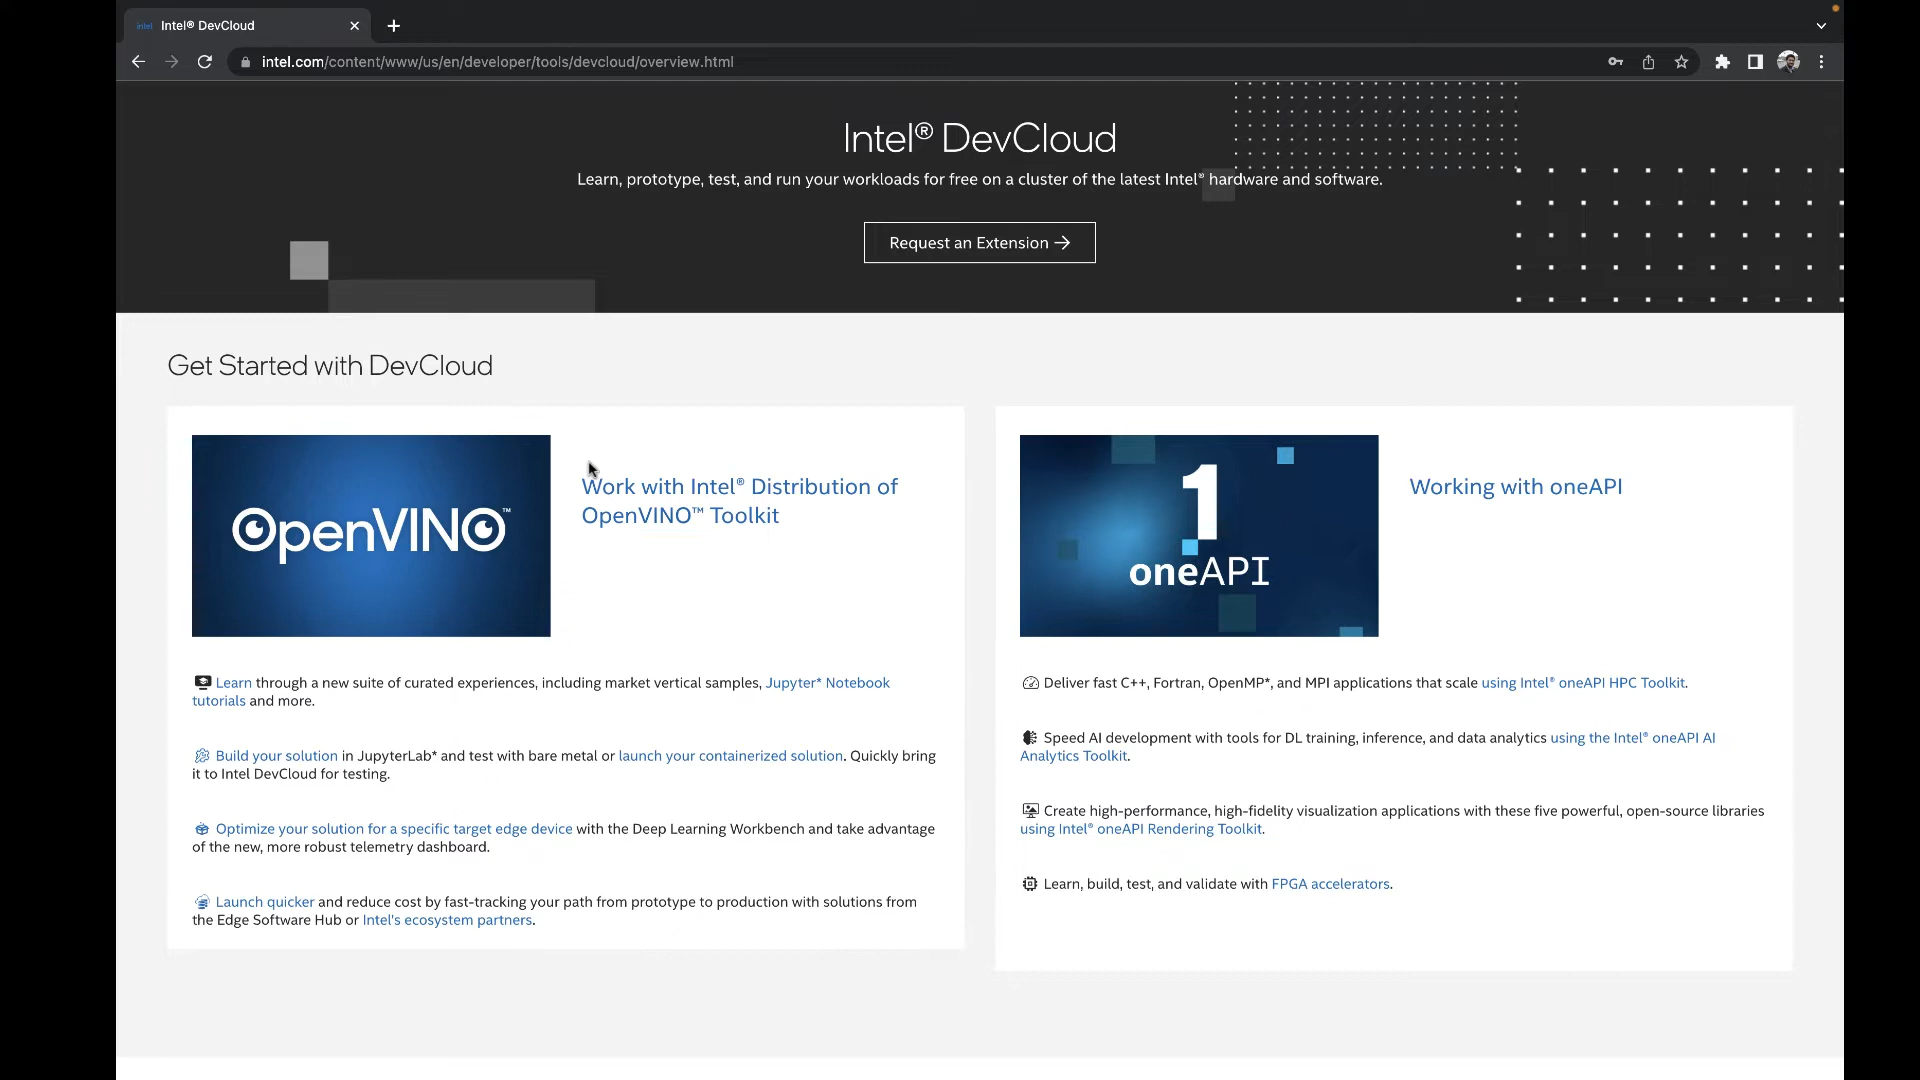 intel Intel® DevCloud
intel.com/content/www/us/en/developer/tools/devcloud/overview.html
Intel® DevCloud
Learn, prototype, test, and run your workloads for free on a cluster of the latest Intel® hardware and software.
Request an Extension →
Get Started with DevCloud
OpenVINO™
Work with Intel® Distribution of
OpenVINO™ Toolkit
Learn through a new suite of curated experiences, including market vertical samples, Jupyter* Notebook
tutorials and more.
Build your solution in JupyterLab* and test with bare metal or launch your containerized solution. Quickly bring
it to Intel DevCloud for testing.
Optimize your solution for a specific target edge device with the Deep Learning Workbench and take advantage
of the new, more robust telemetry dashboard.
Launch quicker and reduce cost by fast-tracking your path from prototype to production with solutions from
the Edge Software Hub or Intel's ecosystem partners.
1
oneAPI
Working with oneAPI
Deliver fast C++, Fortran, OpenMP*, and MPI applications that scale using Intel® oneAPI HPC Toolkit.
Speed AI development with tools for DL training, inference, and data analytics using the Intel® oneAPI AI
Analytics Toolkit.
Create high-performance, high-fidelity visualization applications with these five powerful, open-source libraries
using Intel® oneAPI Rendering Toolkit.
Learn, build, test, and validate with FPGA accelerators.